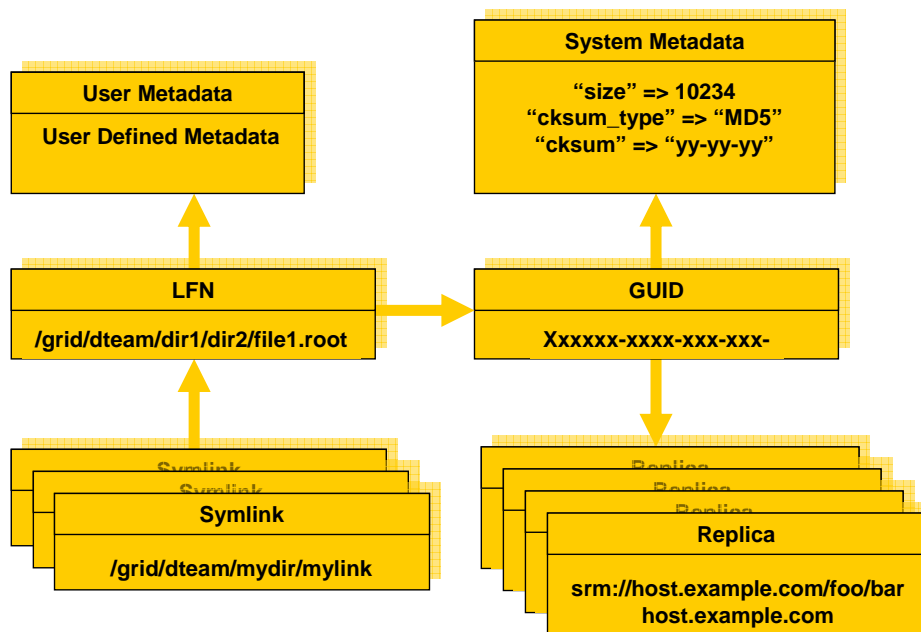 System Metadata
“size” => 10234
“cksum_type” => “MD5”
“cksum” => “yy-yy-yy”
User Metadata
User Defined Metadata
LFN
/grid/dteam/dir1/dir2/file1.root
GUID
Xxxxxx-xxxx-xxx-xxx-
Symlink
Symlink
Symlink
/grid/dteam/mydir/mylink
Replica
Replica
Replica
Replica
srm://host.example.com/foo/bar
host.example.com